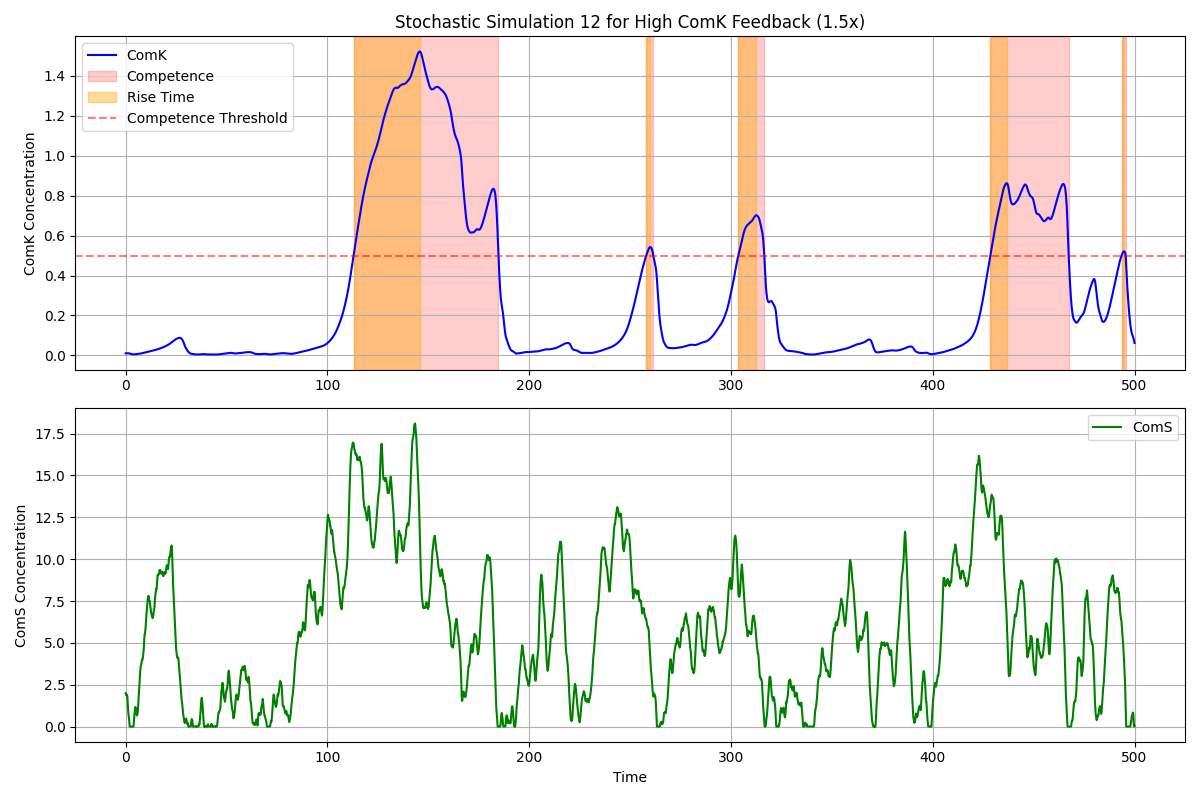 Stochastic Simulation 12 for High ComK Feedback (1.5x)
ComK
Competence
Rise Time
Competence Threshold
ComK Concentration
1.4
1.2
1.0
0.8
0.6
0.4
0.2
0.0
0 100 200 300 400 500
ComS
ComS Concentration
17.5
15.0
12.5
10.0
7.5
5.0
2.5
0.0
0 100 200 300 400 500
Time